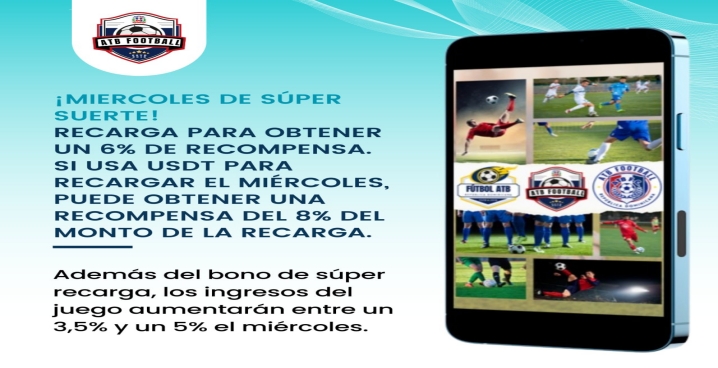 ATB FOOTBALL
¡MIERCOLES DE SÚPER
SUERTE!
RECARGA PARA OBTENER
UN 6% DE RECOMPENSA.
SI USA USDT PARA
RECARGAR EL MIÉRCOLES,
PUEDE OBTENER UNA
RECOMPENSA DEL 8% DEL
MONTO DE LA RECARGA.
Además del bono de súper
recarga, los ingresos del
juego aumentarán entre un
3,5% y un 5% el miércoles.
FÚTBOL ATB
ATB FOOTBALL
ATB FOOTBALL